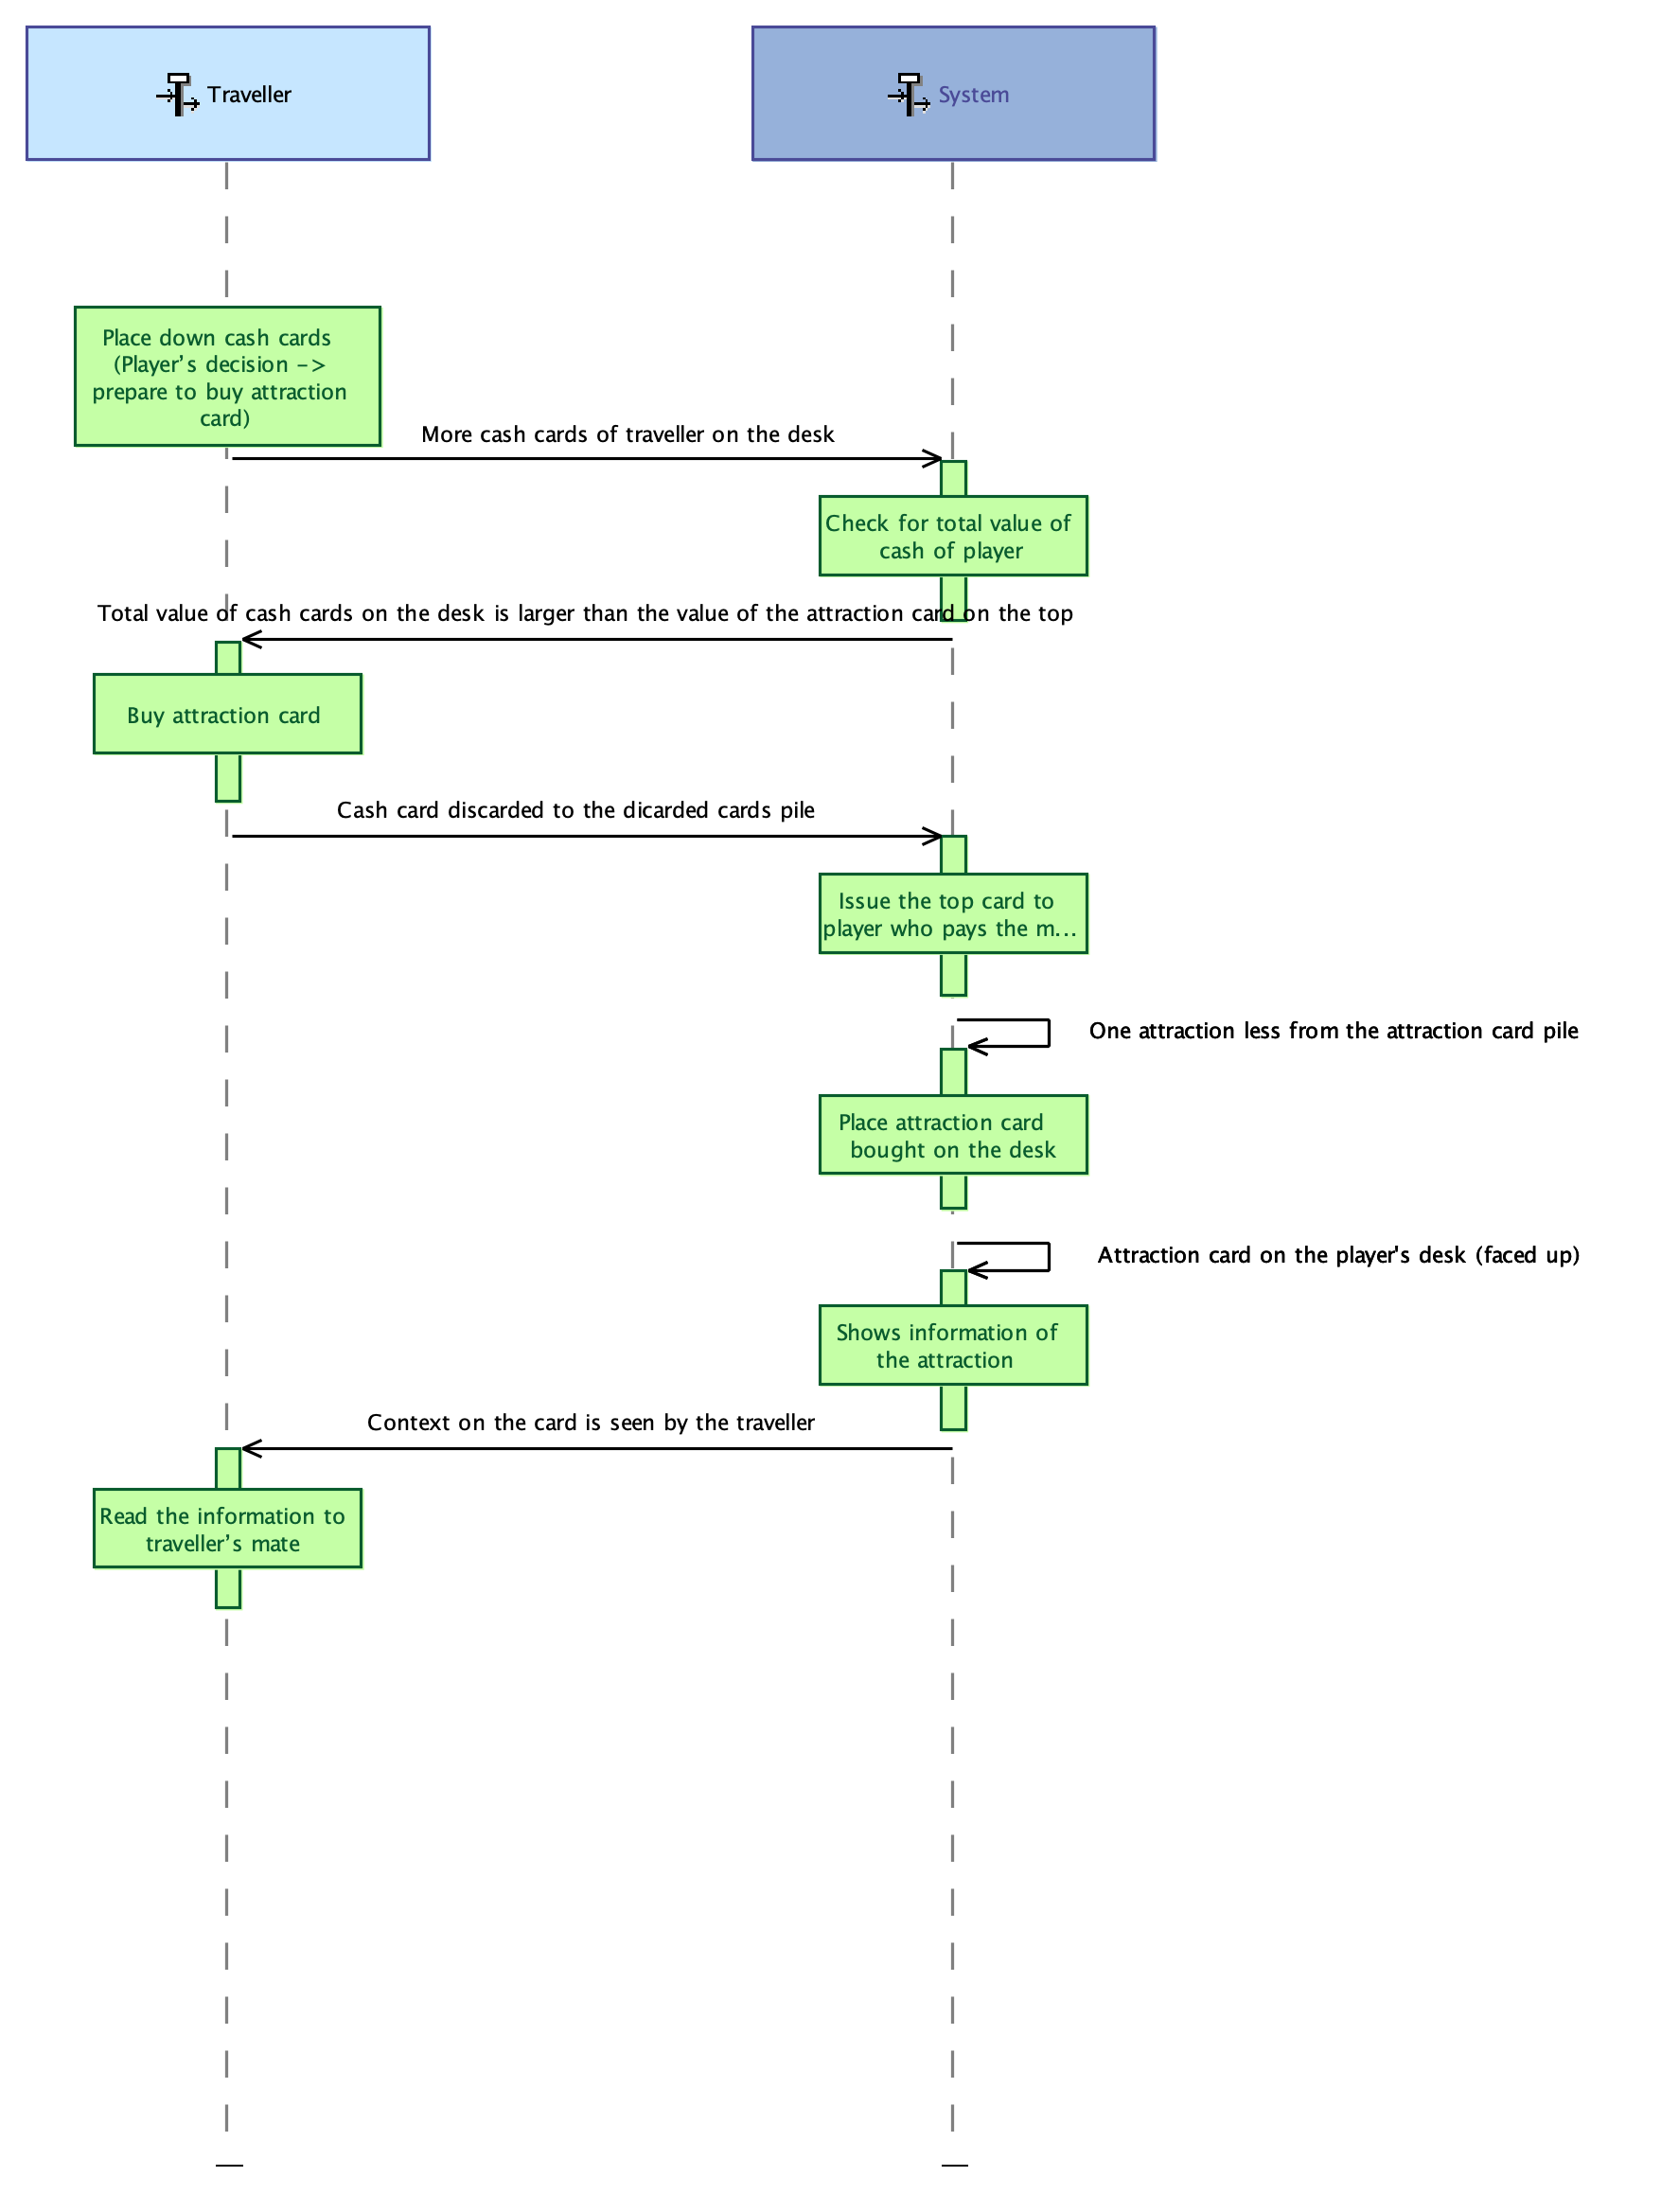 Traveller
System
Place down cash cards
(Player’s decision ->
prepare to buy attraction
card)
More cash cards of traveller on the desk
Check for total value of
cash of player
Total value of cash cards on the desk is larger than the value of the attraction card on the top
Buy attraction card
Cash card discarded to the dicarded cards pile
Issue the top card to
player who pays the m...
One attraction less from the attraction card pile
Place attraction card
bought on the desk
Attraction card on the player's desk (faced up)
Shows information of
the attraction
Context on the card is seen by the traveller
Read the information to
traveller’s mate